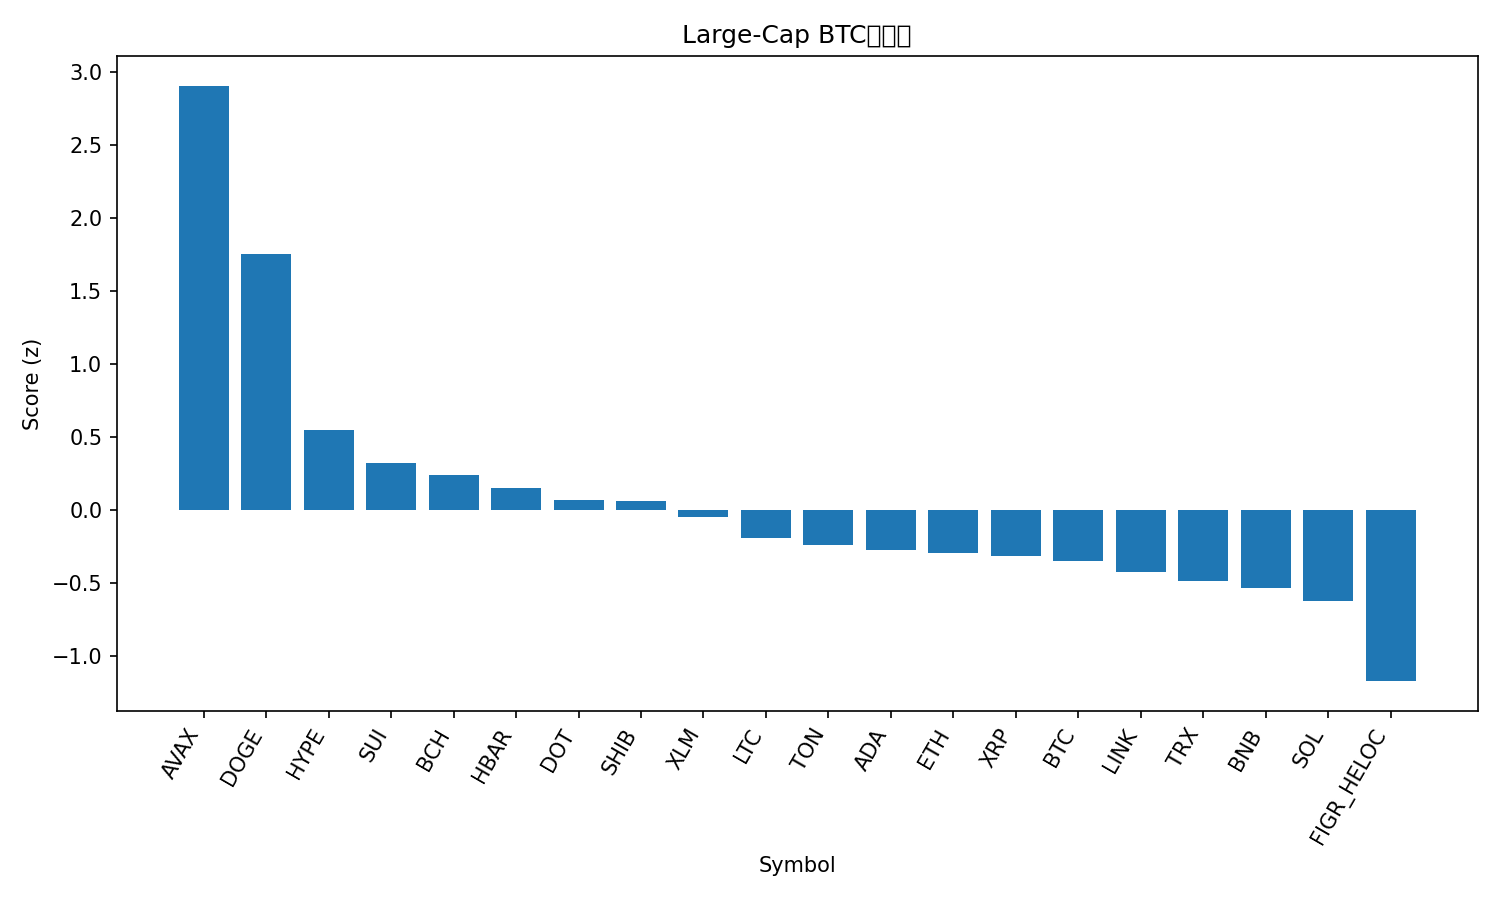 Large-Cap BTC
3.0
2.5
2.0
1.5
1.0
0.5
0.0
−0.5
−1.0
Score (z)
AVAX
DOGE
HYPE
SUI
BCH
HBAR
DOT
SHIB
XLM
LTC
TON
ADA
ETH
XRP
BTC
LINK
TRX
BNB
SOL
FIGR_HELOC
Symbol